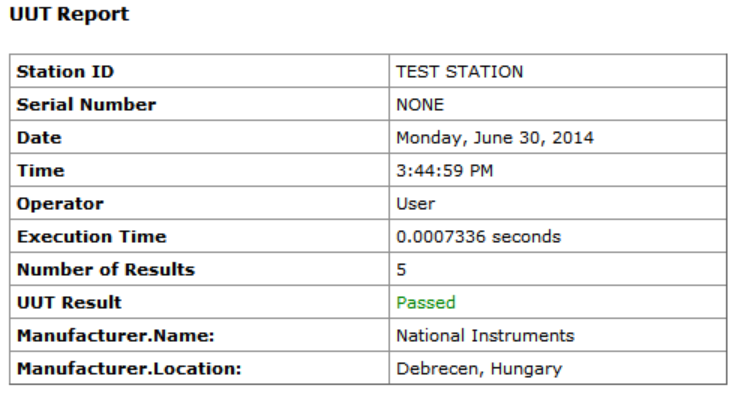 UUT Report
Station ID TEST STATION
Serial Number NONE
Date Monday, June 30, 2014
Time 3:44:59 PM
Operator User
Execution Time 0.0007336 seconds
Number of Results 5
UUT Result Passed
Manufacturer.Name: National Instruments
Manufacturer.Location: Debrecen, Hungary